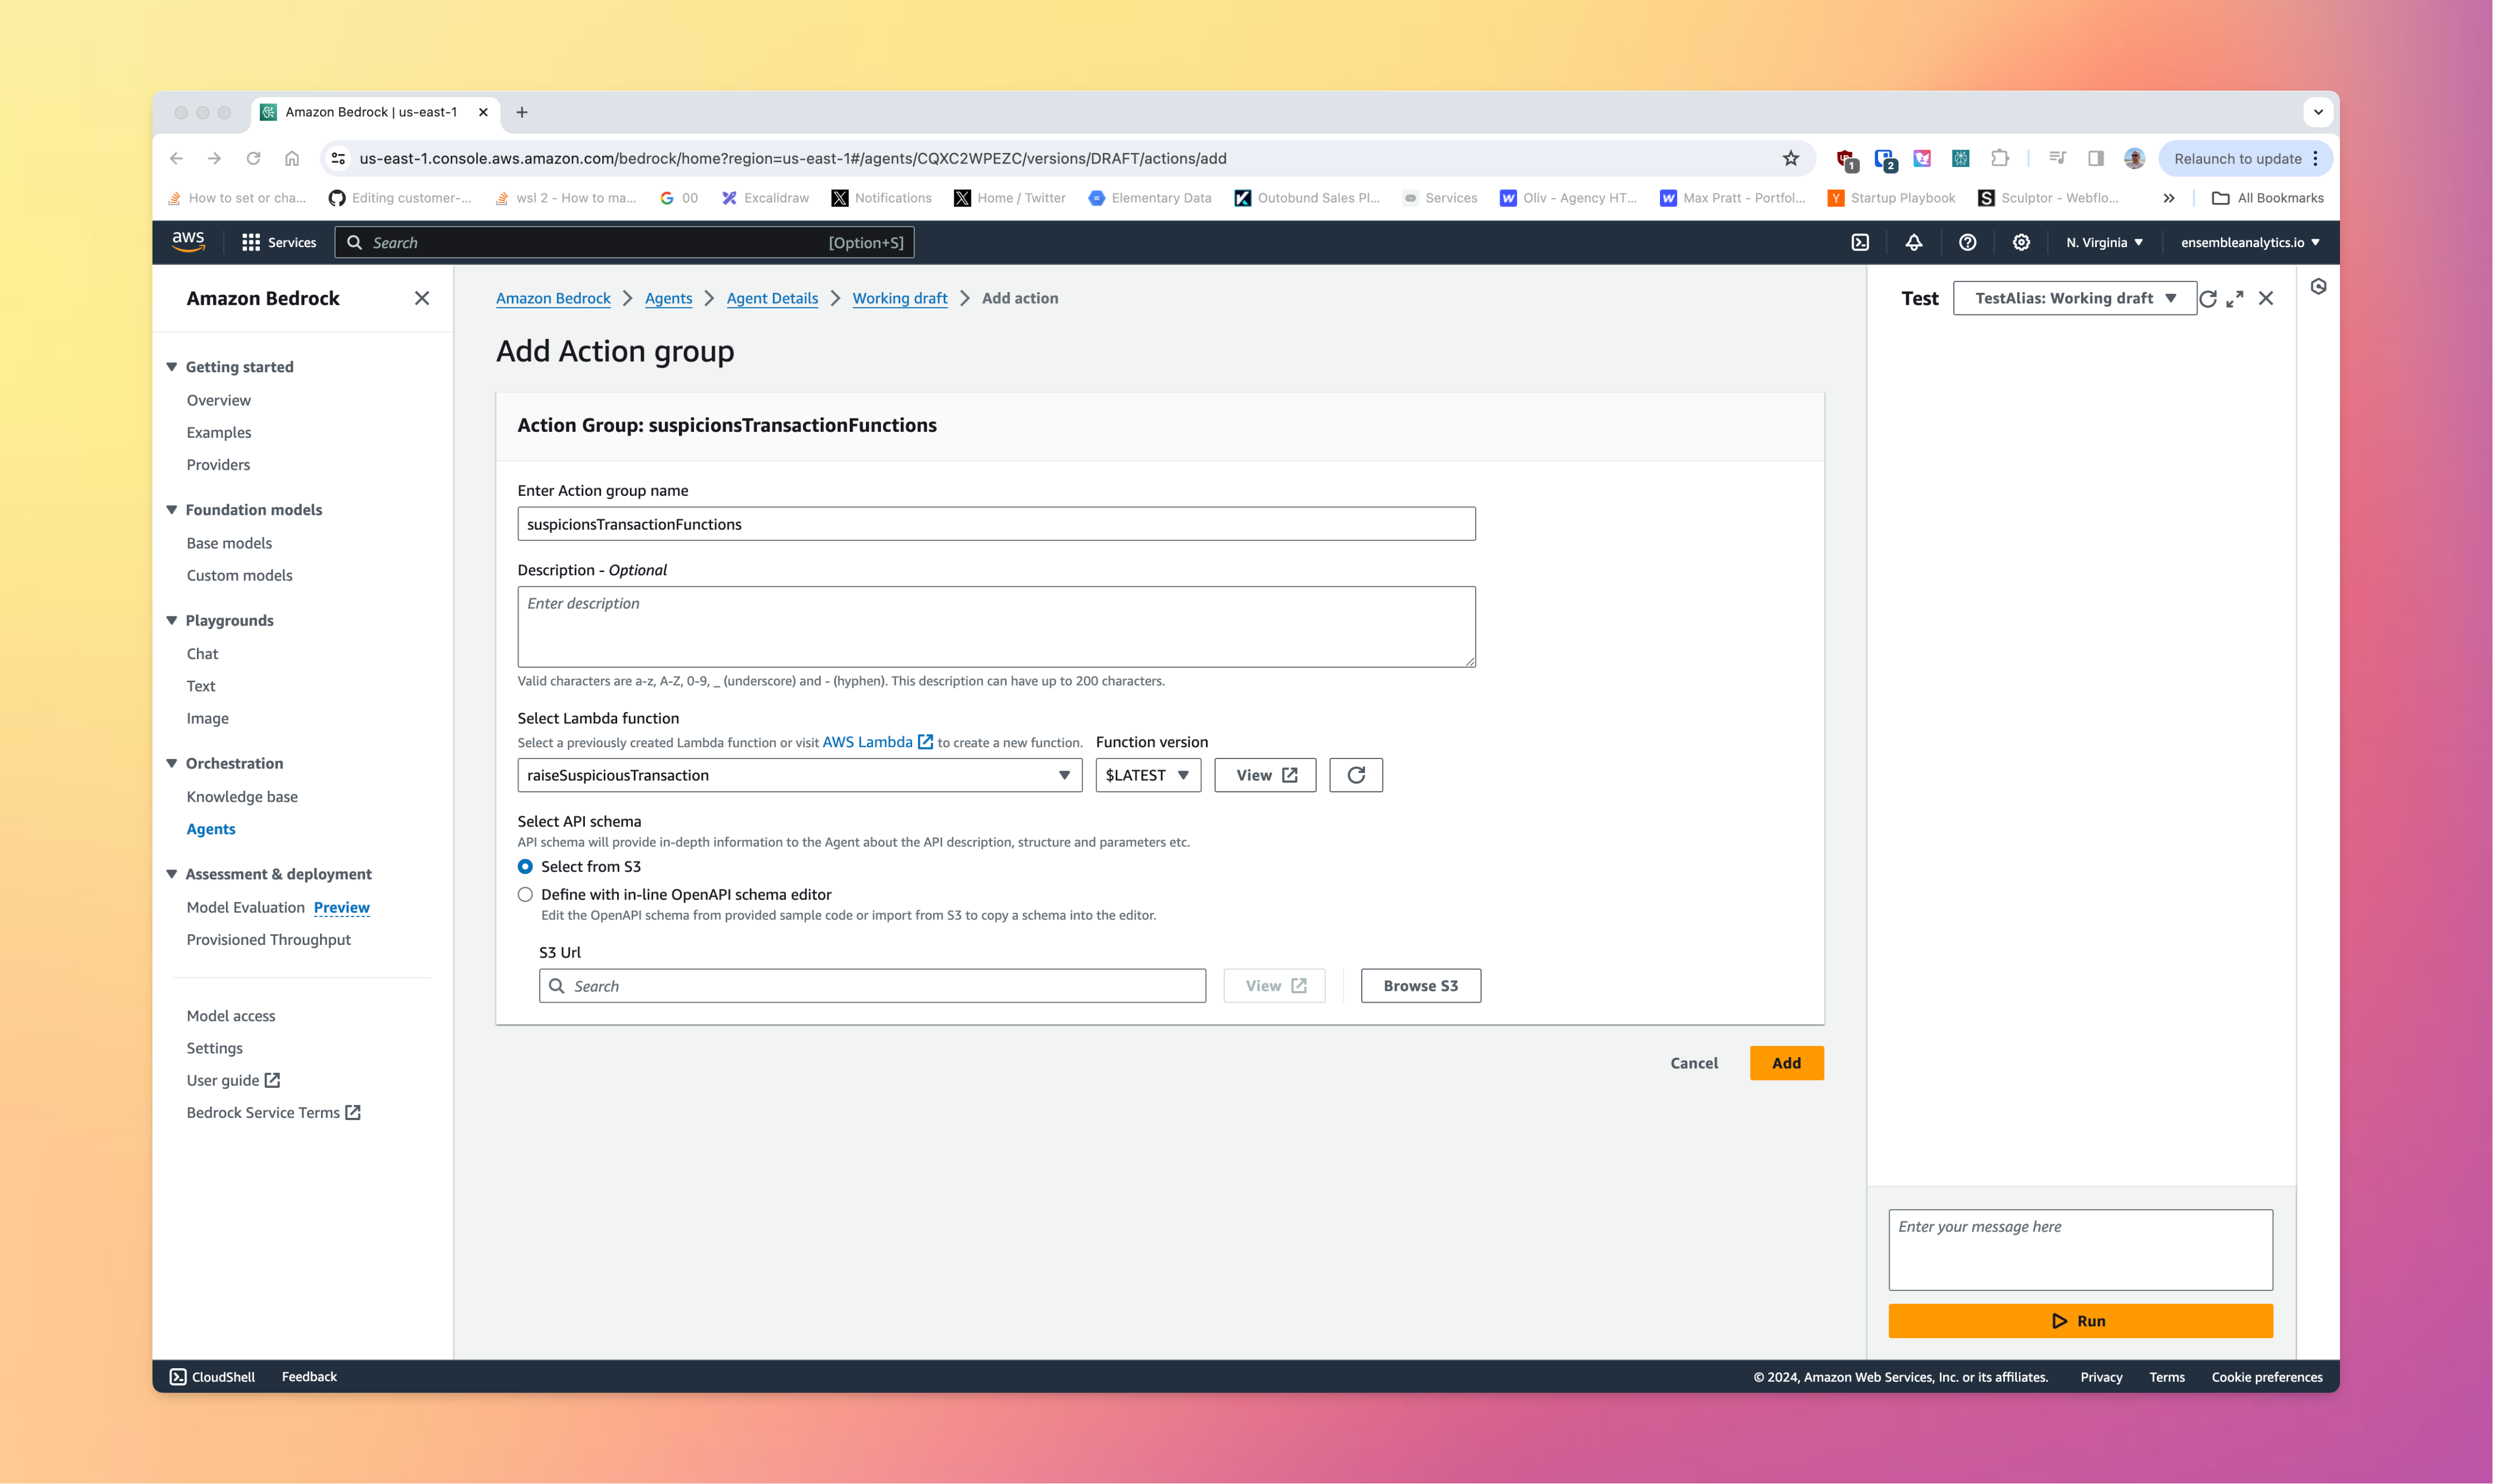 Amazon Bedrock | us-east-1
us-east-1.console.aws.amazon.com/bedrock/home?region=us-east-1#/agents/CQXC2WPEZC/versions/DRAFT/actions/add
1
2
Relaunch to update
How to set or cha...
Editing customer-...
wsl 2 - How to ma...
00
Excalidraw
Notifications
Home / Twitter
Elementary Data
Outobund Sales Pl...
Services
Oliv - Agency HT...
Max Pratt - Portfol...
Startup Playbook
Sculptor - Webflo...
All Bookmarks
aws
Services
Search
[Option+S]
N. Virginia
ensembleanalytics.io
Amazon Bedrock
Getting started
Overview
Examples
Providers
Foundation models
Base models
Custom models
Playgrounds
Chat
Text
Image
Orchestration
Knowledge base
Agents
Assessment & deployment
Model Evaluation Preview
Provisioned Throughput
Model access
Settings
User guide
Bedrock Service Terms
Amazon Bedrock > Agents > Agent Details > Working draft > Add action
Add Action group
Action Group: suspicionsTransactionFunctions
Enter Action group name
suspicionsTransactionFunctions
Description - Optional
Enter description
Valid characters are a-z, A-Z, 0-9, _ (underscore) and - (hyphen). This description can have up to 200 characters.
Select Lambda function
Select a previously created Lambda function or visit AWS Lambda to create a new function.
Function version
raiseSuspiciousTransaction
$LATEST
View
Select API schema
API schema will provide in-depth information to the Agent about the API description, structure and parameters etc.
Select from S3
Define with in-line OpenAPI schema editor
Edit the OpenAPI schema from provided sample code or import from S3 to copy a schema into the editor.
S3 Url
Search
View
Browse S3
Cancel
Add
Test
TestAlias: Working draft
Enter your message here
Run
CloudShell
Feedback
© 2024, Amazon Web Services, Inc. or its affiliates.
Privacy
Terms
Cookie preferences